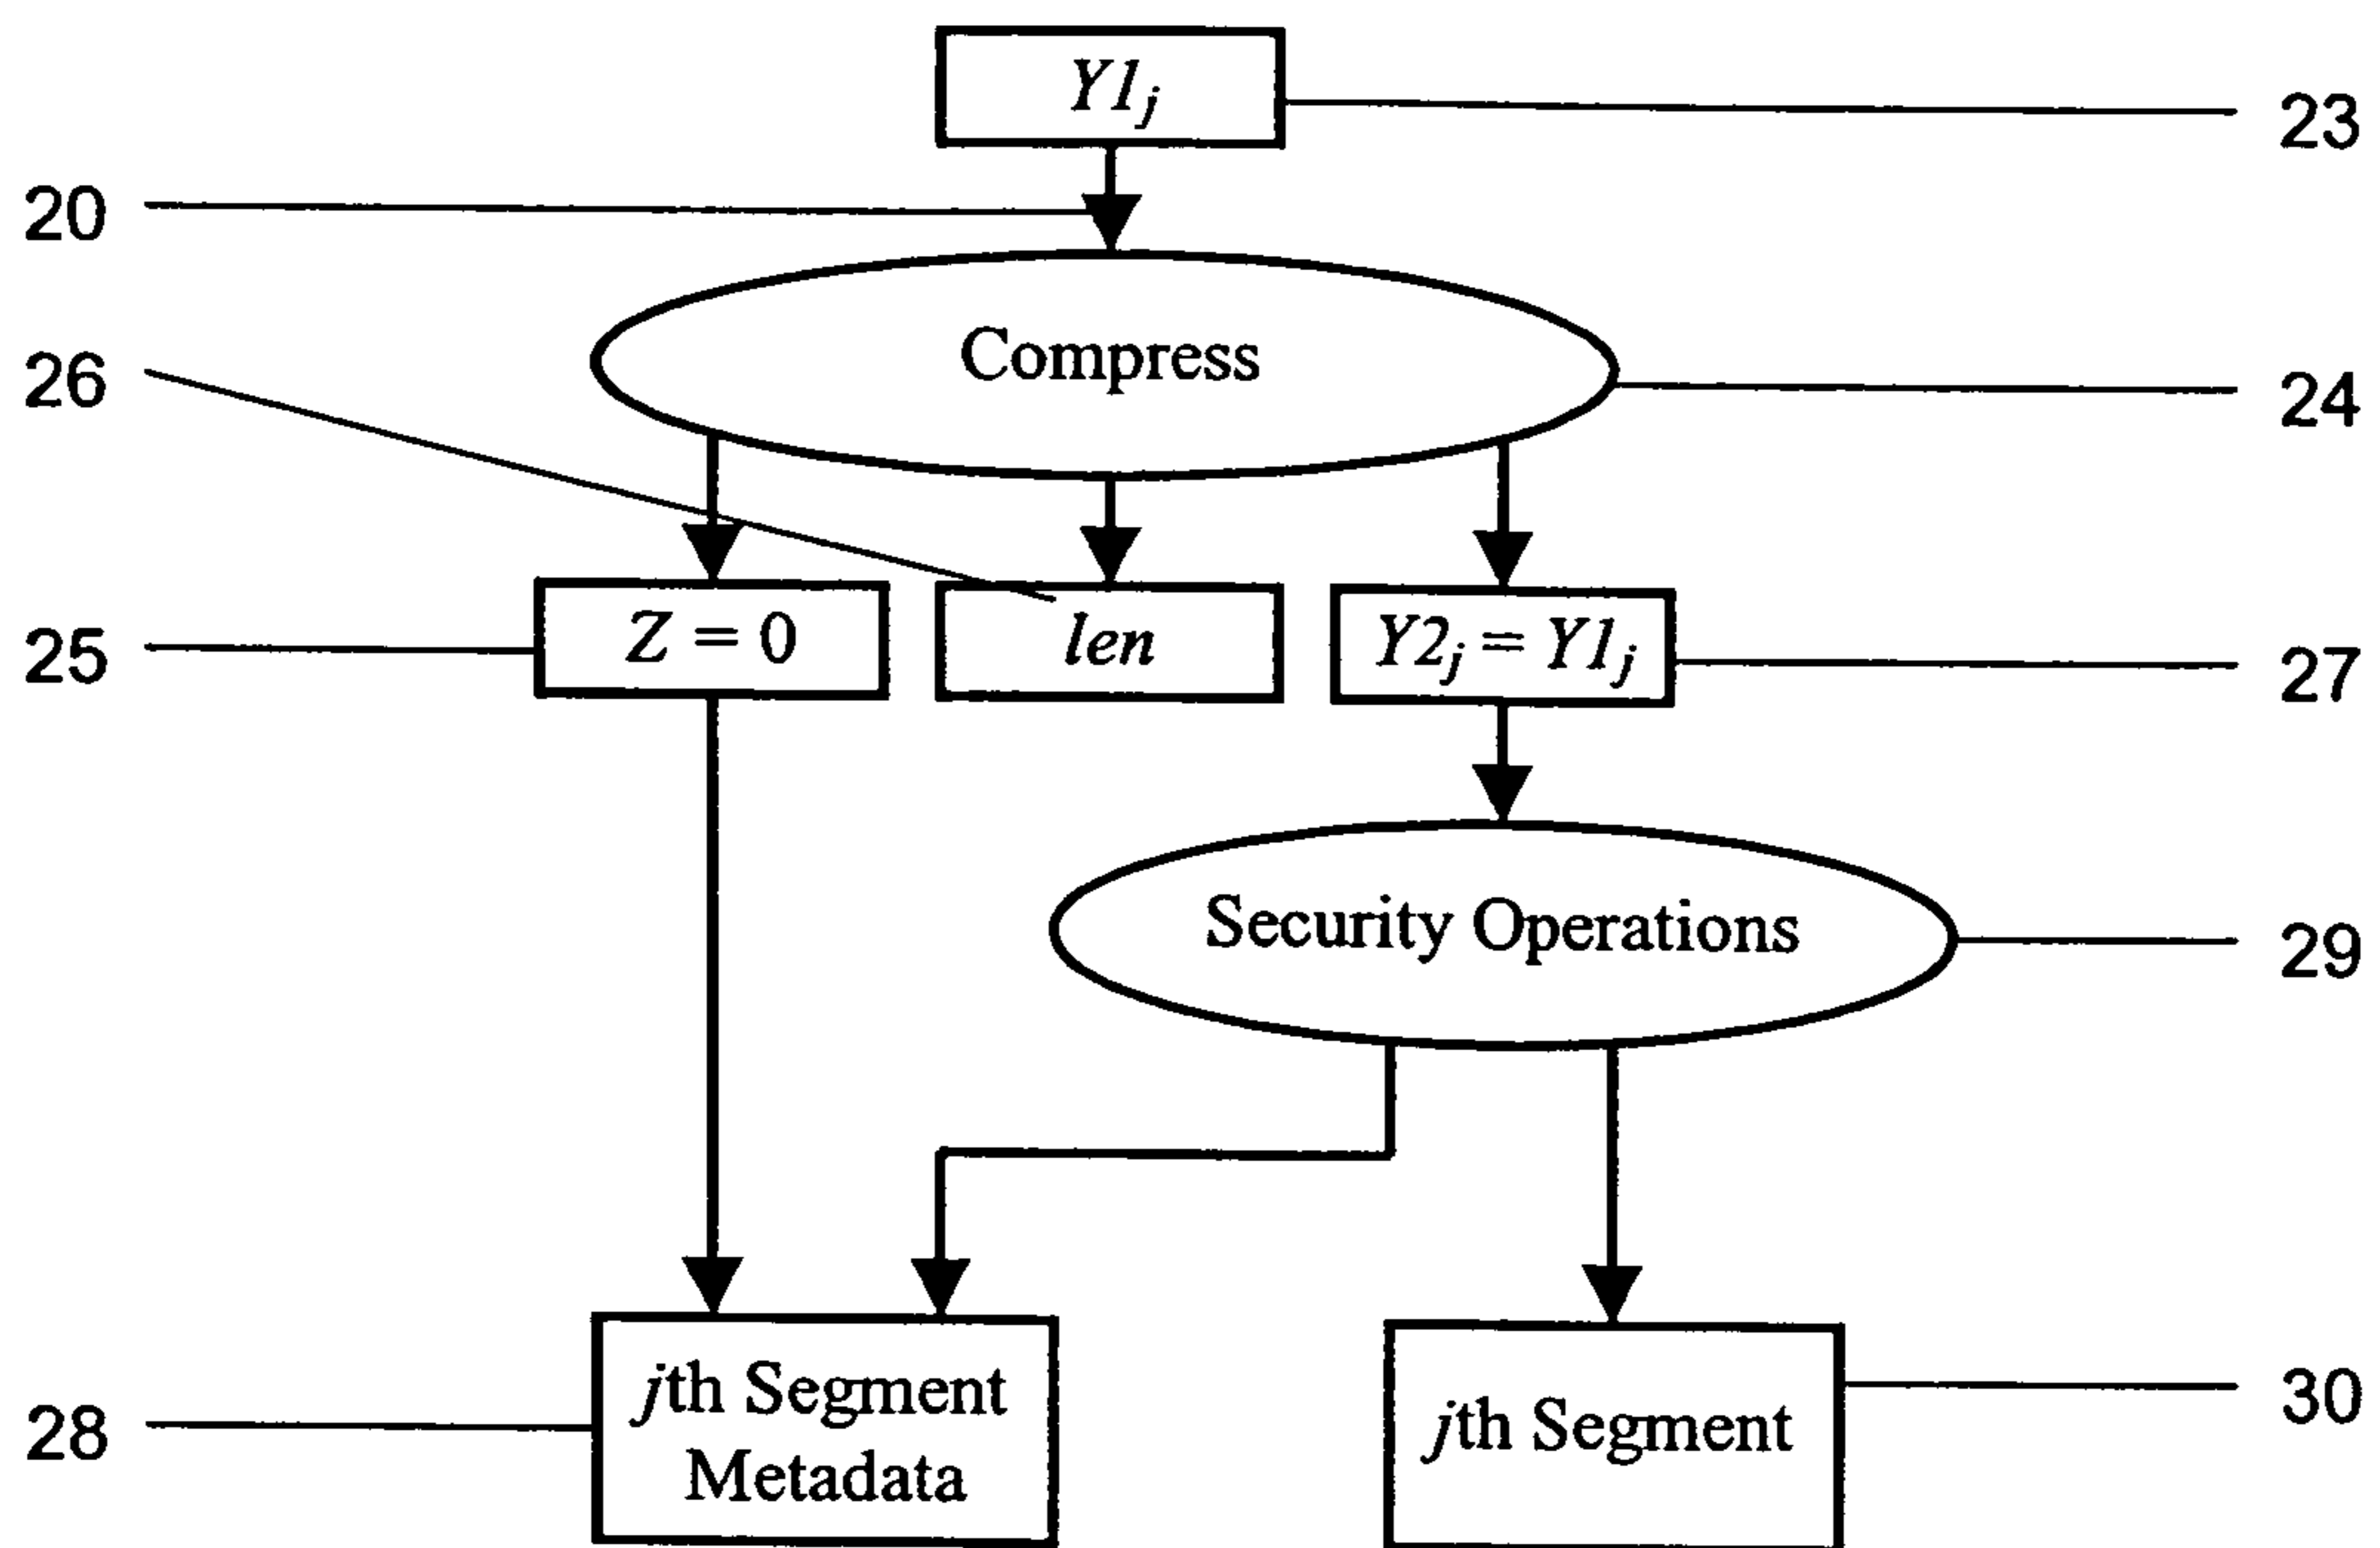 Y1j
23
20
Compress
26
24
Z = 0
len
Y2j = Y1j
25
27
Security Operations
29
jth Segment
Metadata
jth Segment
30
28